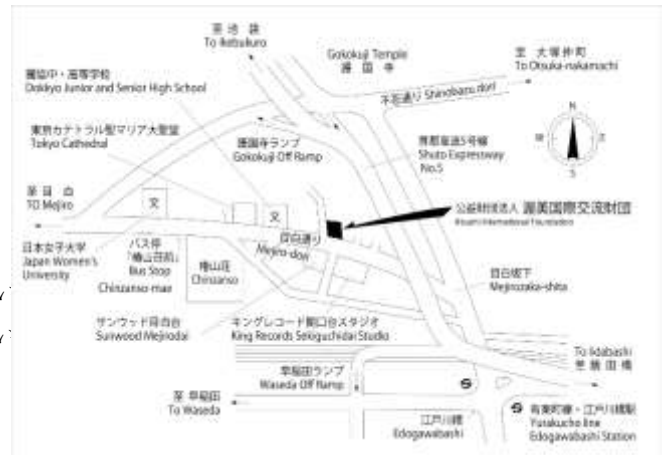 至 池 袋
To Ikebukuro
Gokokuji Temple
護 国 寺
至 大塚仲町
To Otsuka-nakamachi
獨協中・高等学校
Dokkyo Junior and Senior High School
不忍通り Shinobazu dori
東京カテドラル聖マリア大聖堂
Tokyo Cathedral
護国寺ランプ
Gokokuji Off Ramp
首都高速5号線
Shuto Expressway
No.5
N
W
E
S
至 目 白
TO Mejiro
文
文
公益財団法人 渥美国際交流財団
Atsumi International Foundation
目白通り
Mejiro-dori
日本女子大学
Japan Women's
University
バス停
「椿山荘前」
Bus Stop
Chinzanso-mae
椿山荘
Chinzanso
目白坂下
Mejirozaka-shita
サンウッド目白台
Sunwood Mejirodai
キングレコード関口台スタジオ
King Records Sekiguchidai Studio
To Iidabashi
至 飯 田 橋
早稲田ランプ
Waseda Off Ramp
至 早稲田
To Waseda
江戸川橋
Edogawabashi
有楽町線・江戸川橋駅
Yurakucho line
Edogawabashi Station